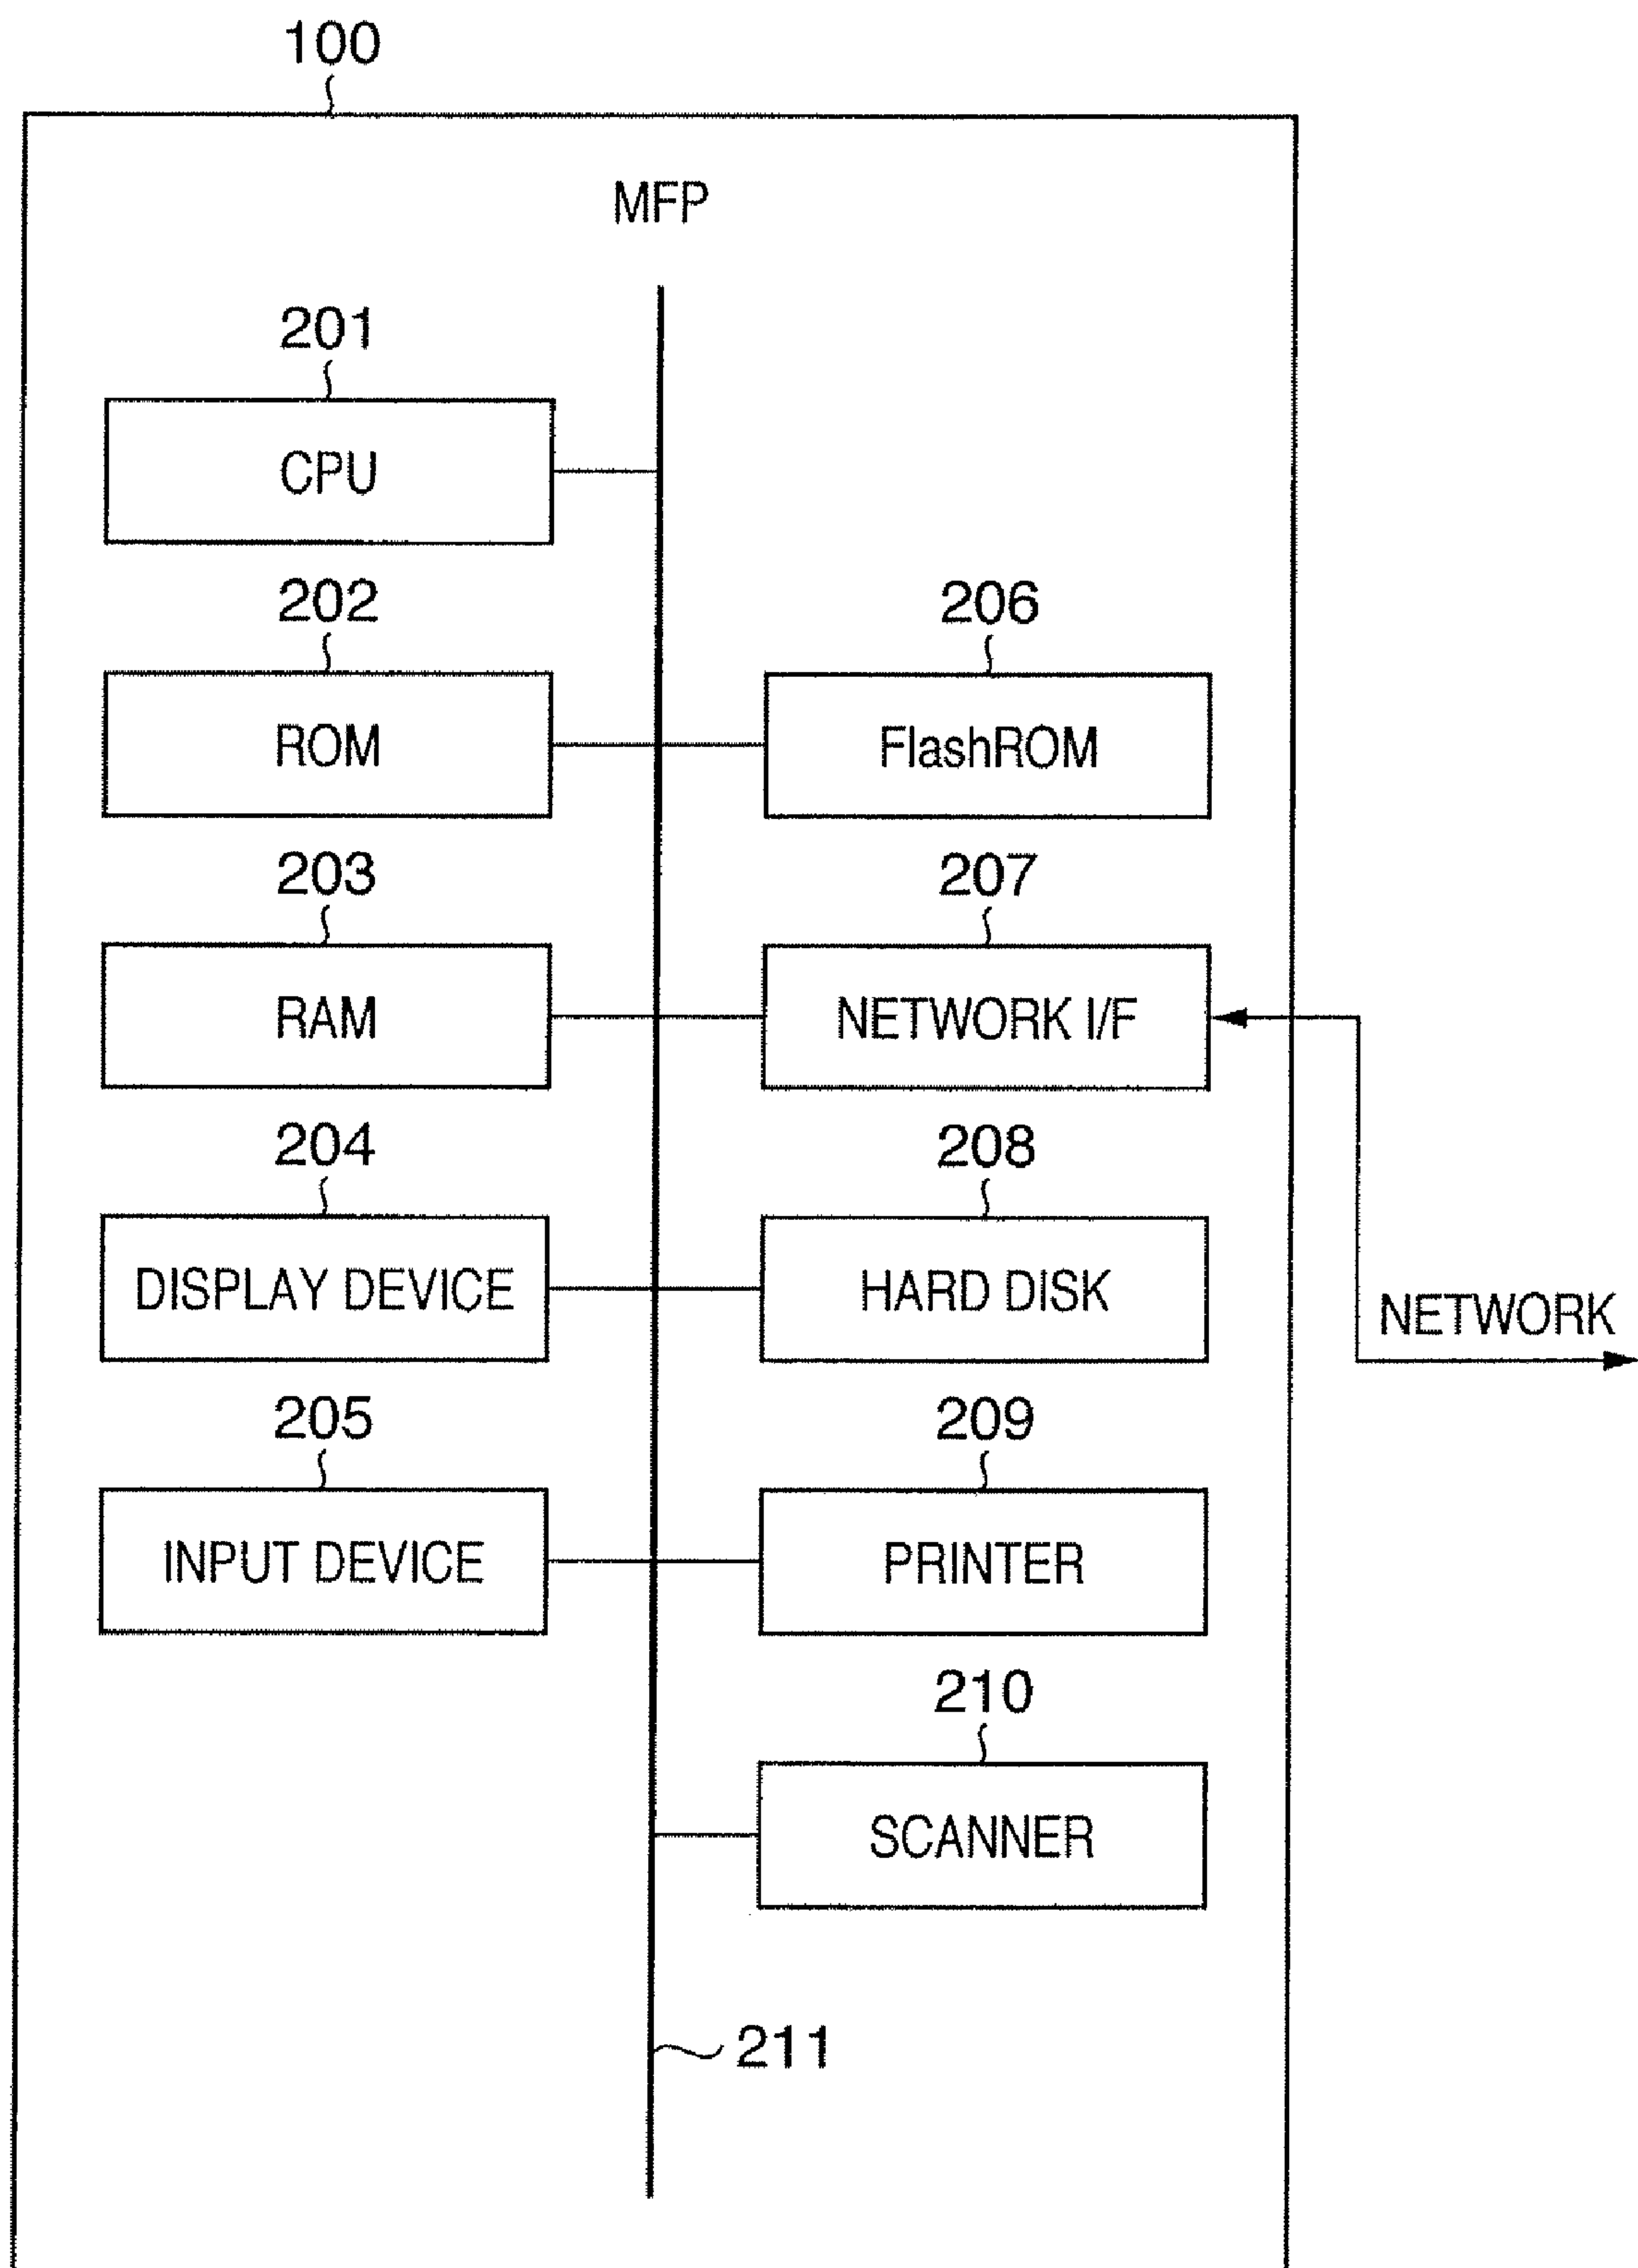 100
MFP
201
CPU
202
ROM
206
FlashROM
203
RAM
207
NETWORK I/F
204
DISPLAY DEVICE
208
HARD DISK
NETWORK
205
INPUT DEVICE
209
PRINTER
210
SCANNER
211